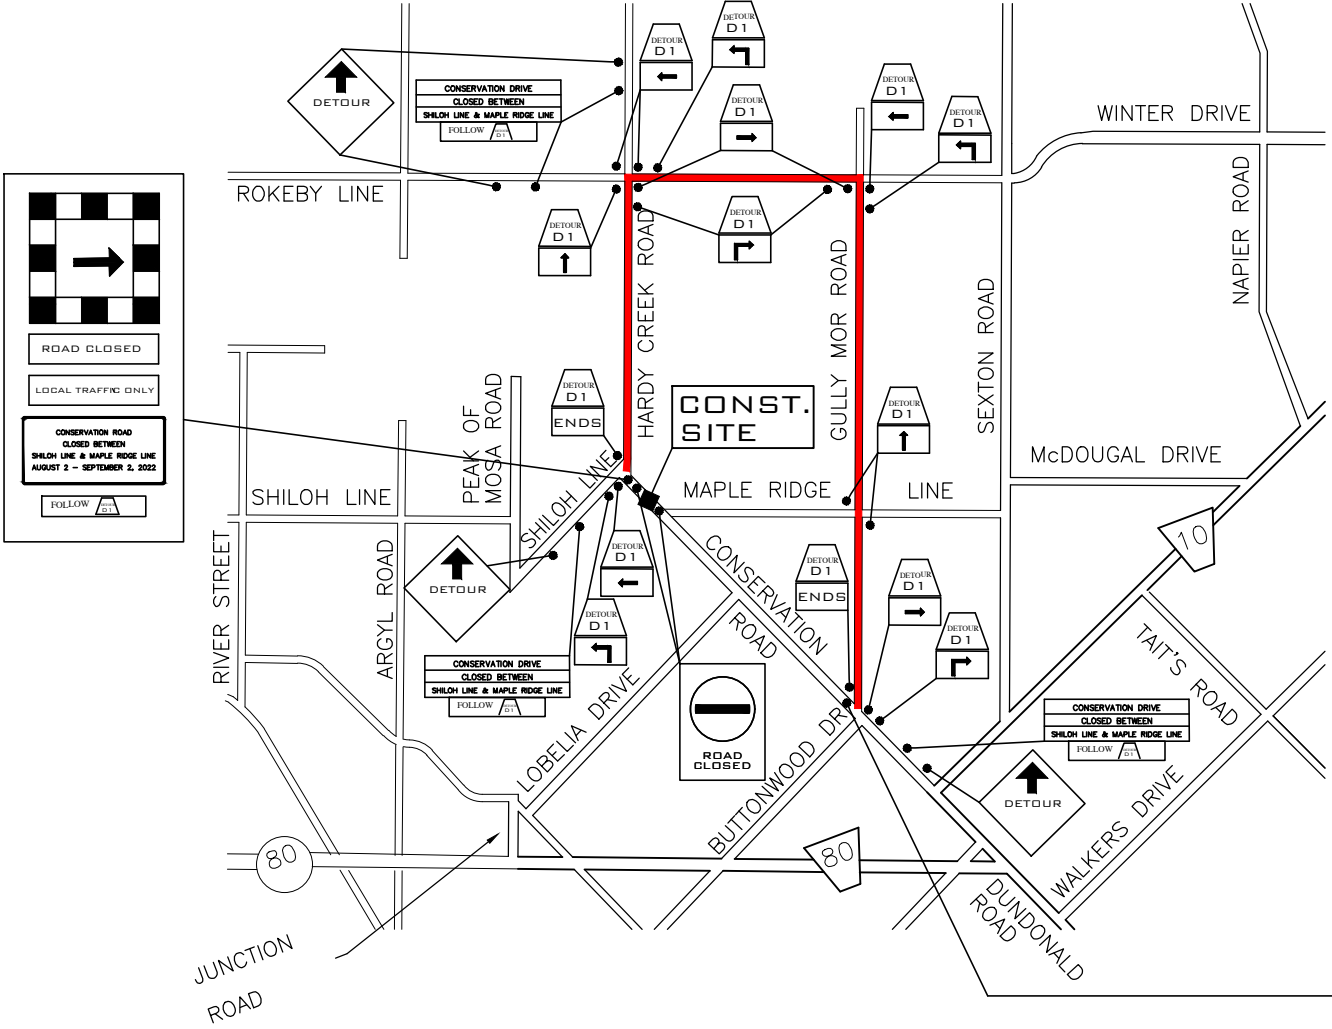 DETOUR
D1
DETOUR
D1
DETOUR
CONSERVATION DRIVE
CLOSED BETWEEN
SHILOH LINE & MAPLE RIDGE LINE
FOLLOW
DETOUR
D1
DETOUR
D1
DETOUR
D1
WINTER DRIVE
ROKEBY LINE
NAPIER ROAD
DETOUR
D1
DETOUR
D1
HARDY CREEK ROAD
GULLY MOR ROAD
SEXTON ROAD
ROAD CLOSED
LOCAL TRAFFIC ONLY
CONSERVATION ROAD
CLOSED BETWEEN
SHILOH LINE & MAPLE RIDGE LINE
AUGUST 2 - SEPTEMBER 2, 2022
FOLLOW
D1
PEAK OF
MOSA ROAD
DETOUR
D1
ENDS
CONST.
SITE
DETOUR
D1
McDOUGAL DRIVE
SHILOH LINE
SHILOH LINE
MAPLE RIDGE LINE
10
RIVER STREET
ARGYL ROAD
DETOUR
DETOUR
D1
CONSERVATION
ROAD
DETOUR
D1
ENDS
DETOUR
D1
DETOUR
D1
DETOUR
D1
TAIT'S ROAD
CONSERVATION DRIVE
CLOSED BETWEEN
SHILOH LINE & MAPLE RIDGE LINE
FOLLOW
D1
LOBELIA DRIVE
ROAD
CLOSED
BUTTONWOOD DR
CONSERVATION DRIVE
CLOSED BETWEEN
SHILOH LINE & MAPLE RIDGE LINE
FOLLOW
D1
DETOUR
WALKERS DRIVE
80
80
DUNDONALD
ROAD
JUNCTION
ROAD